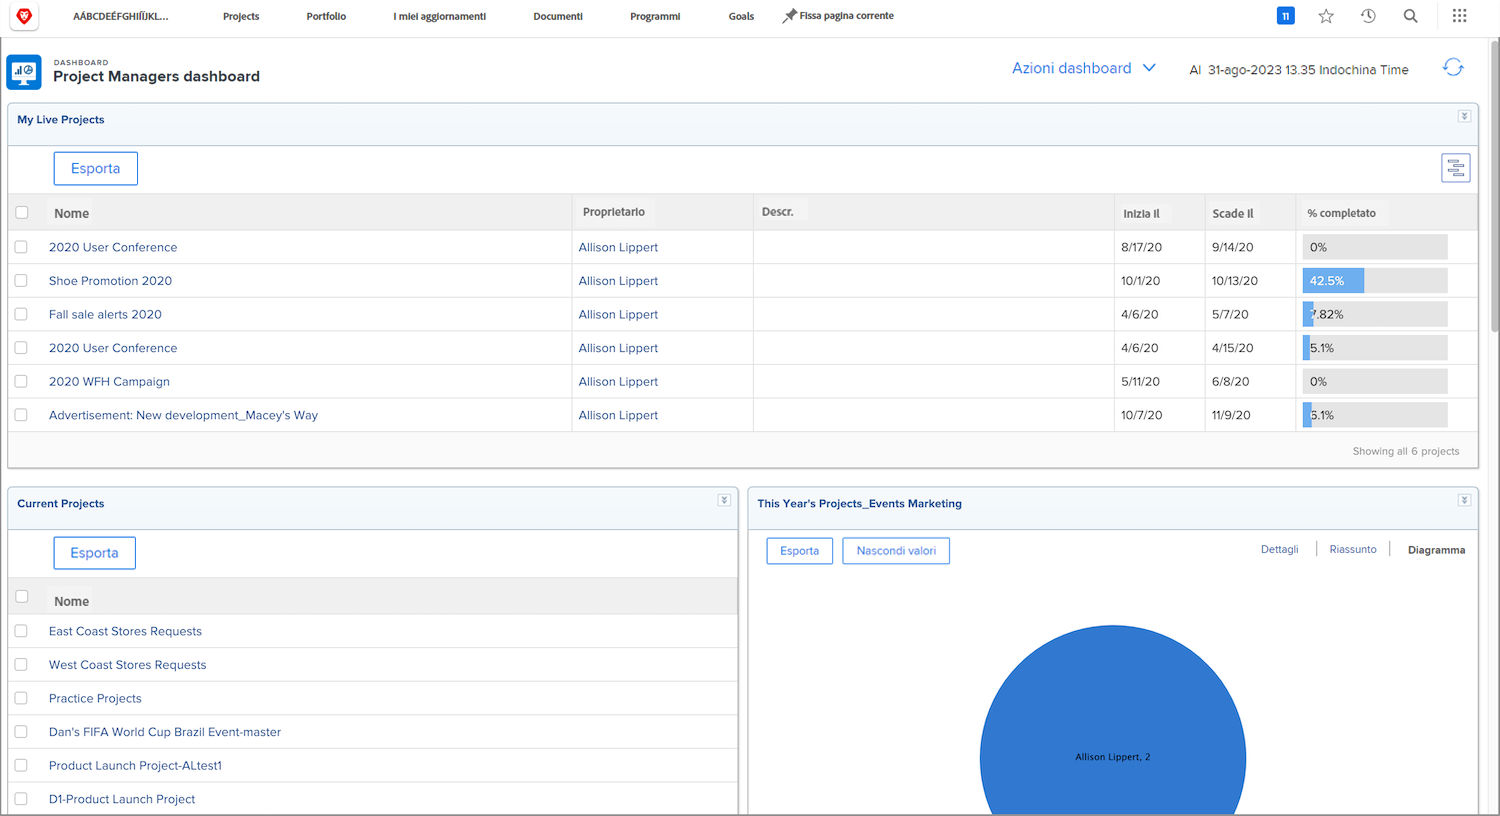 AÁBCDEÉFGHIÍĬJKL... Projects Portfolio I miei aggiornamenti Documenti Programmi Goals Fissa pagina corrente 11
DASHBOARD
Project Managers dashboard
Azioni dashboard Al 31-ago-2023 13.35 Indochina Time
My Live Projects
Esporta
Nome Proprietario Descr. Inizia Il Scade Il % completato
2020 User Conference Allison Lippert 8/17/20 9/14/20 0%
Shoe Promotion 2020 Allison Lippert 10/1/20 10/13/20 42.5%
Fall sale alerts 2020 Allison Lippert 4/6/20 5/7/20 7.82%
2020 User Conference Allison Lippert 4/6/20 4/15/20 5.1%
2020 WFH Campaign Allison Lippert 5/11/20 6/8/20 0%
Advertisement: New development_Macey's Way Allison Lippert 10/7/20 11/9/20 6.1%
Showing all 6 projects
Current Projects
Esporta
Nome
East Coast Stores Requests
West Coast Stores Requests
Practice Projects
Dan's FIFA World Cup Brazil Event-master
Product Launch Project-ALtest1
D1-Product Launch Project
This Year's Projects_Events Marketing
Esporta Nascondi valori Dettagli Riassunto Diagramma
Allison Lippert, 2